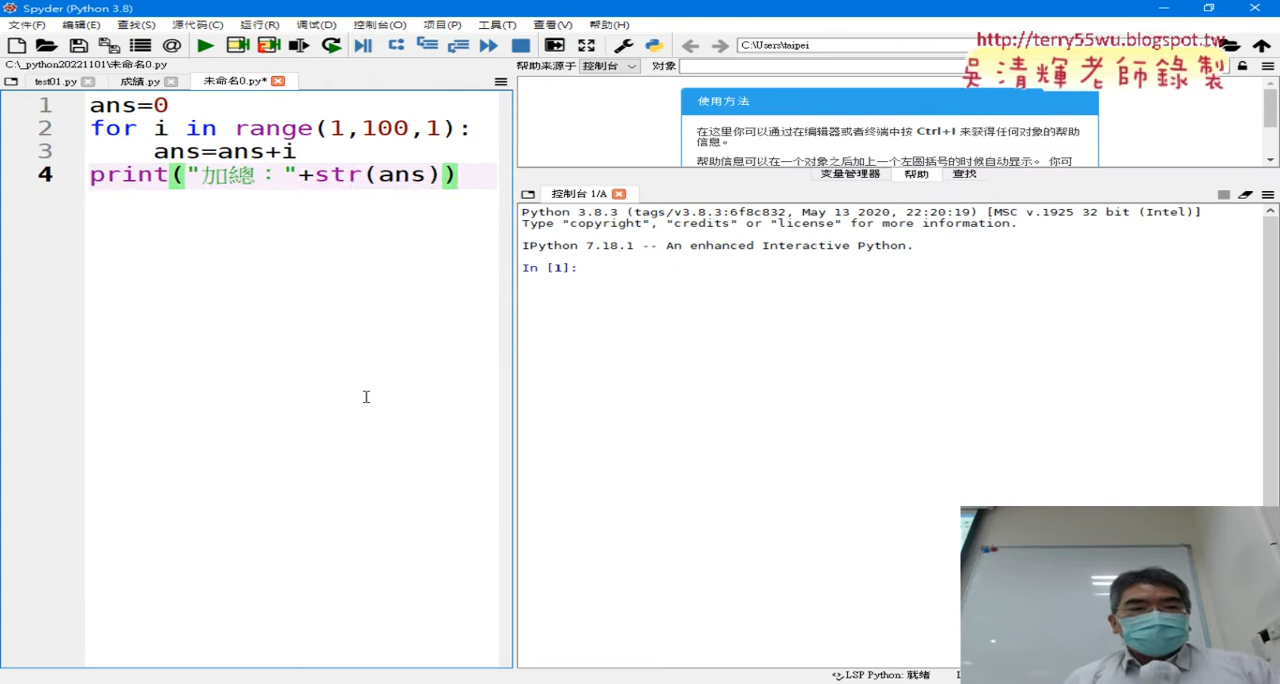 Spyder (Python 3.8)
文件(F) 编辑(E) 查找(S) 源代码(C) 运行(R) 调试(D) 控制台(O) 项目(P) 工具(T) 查看(V) 帮助(H)
C:\Users\taipei
http://terry55wu.blogspot.tw
吳清輝老師錄製
C:\_python20221101\未命名0.py
帮助来源于 控制台 对象
test01.py 成績.py 未命名0.py*
1 ans=0
2 for i in range(1,100,1):
3 ans=ans+i
4 print("加總："+str(ans))
使用方法
在这里你可以通过在编辑器或者终端中按 Ctrl+I 来获得任何对象的帮助
信息。
帮助信息可以在一个对象之后加上一个左圆括号的时候自动显示。 你可
变量管理器 帮助 查找
控制台 1/A
Python 3.8.3 (tags/v3.8.3:6f8c832, May 13 2020, 22:20:19) [MSC v.1925 32 bit (Intel)]
Type "copyright", "credits" or "license" for more information.
IPython 7.18.1 -- An enhanced Interactive Python.
In [1]:
LSP Python: 就绪